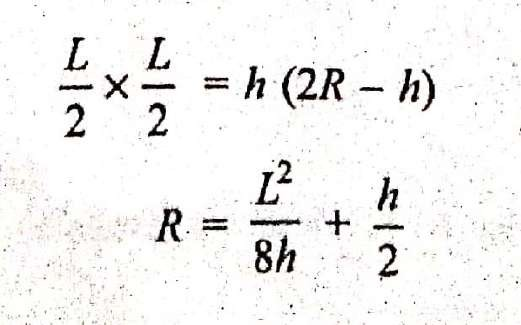 L/2 × L/2 = h (2R – h)
R = L²/8h + h/2